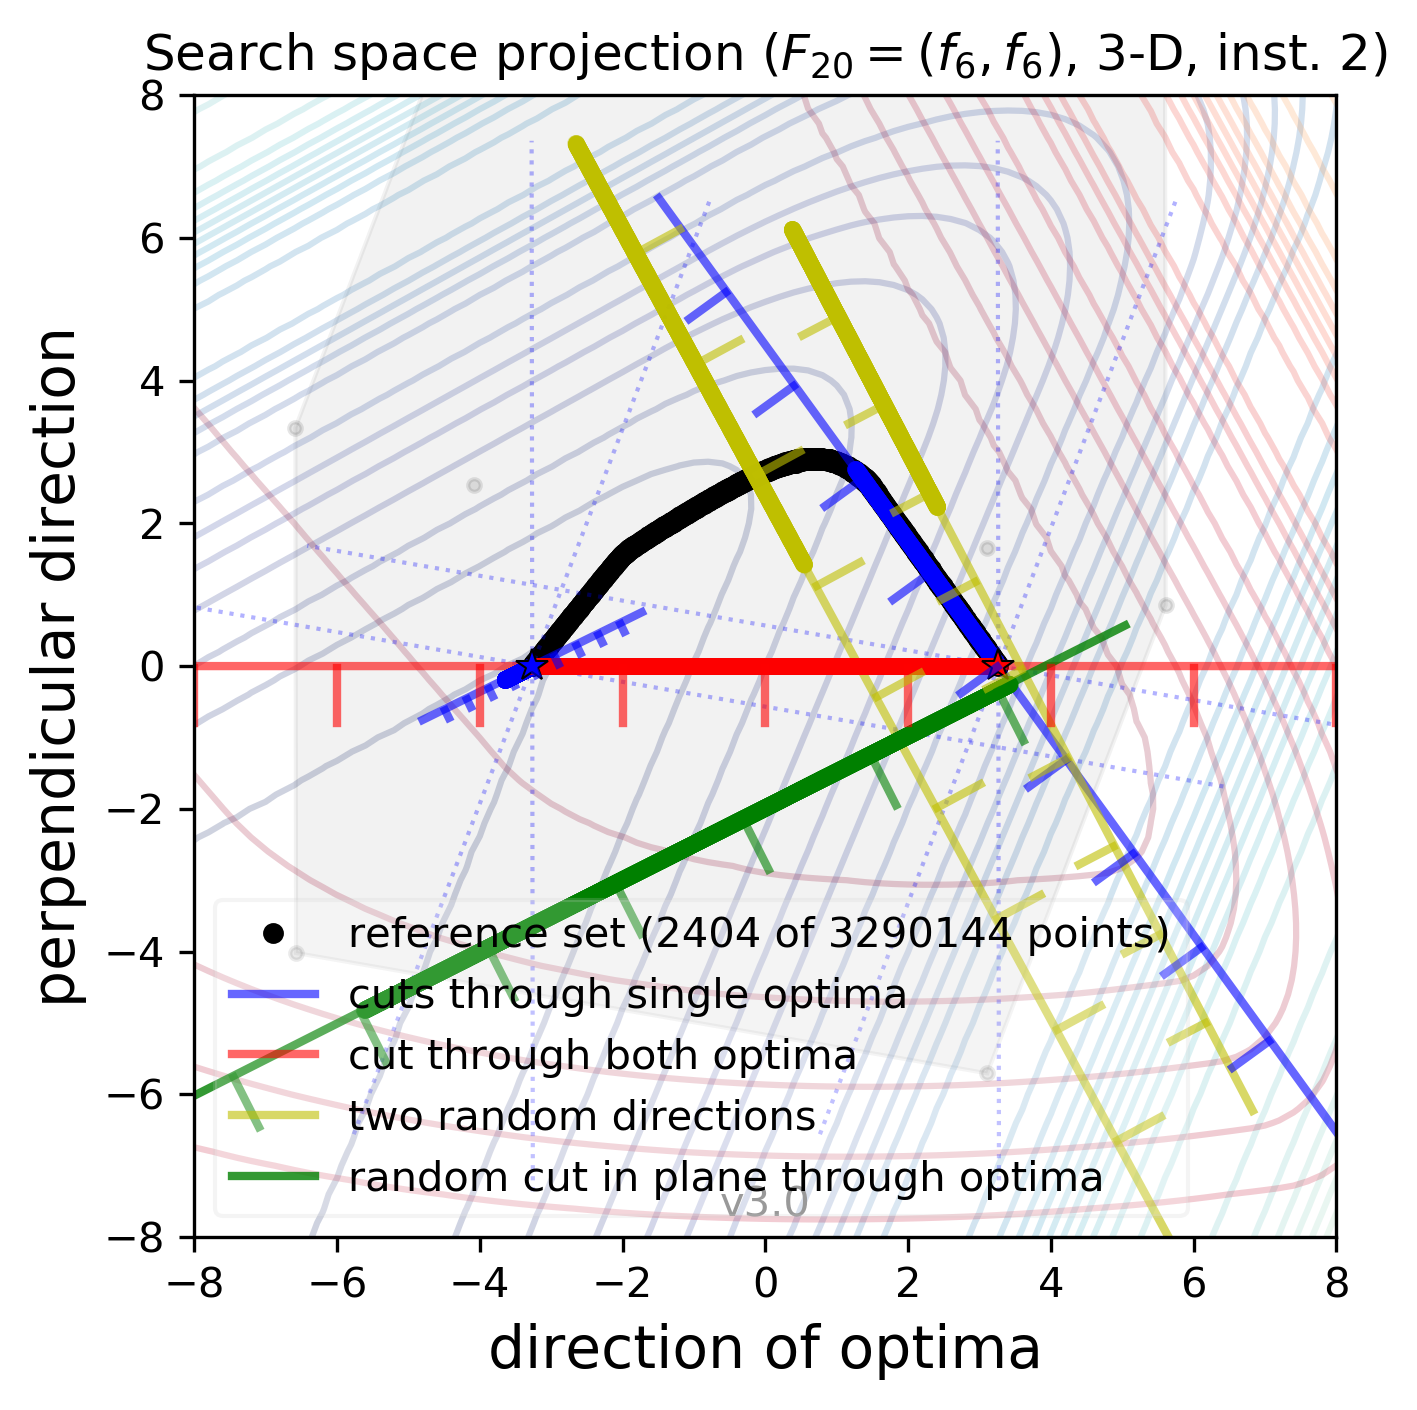 Search space projection (F₂₀ = (f₆, f₆), 3-D, inst. 2)
8
6
4
2
0
−2
−4
−6
−8
perpendicular direction
reference set (2404 of 3290144 points)
cuts through single optima
cut through both optima
two random directions
random cut in plane through optima
v3.0
−8 −6 −4 −2 0 2 4 6 8
direction of optima